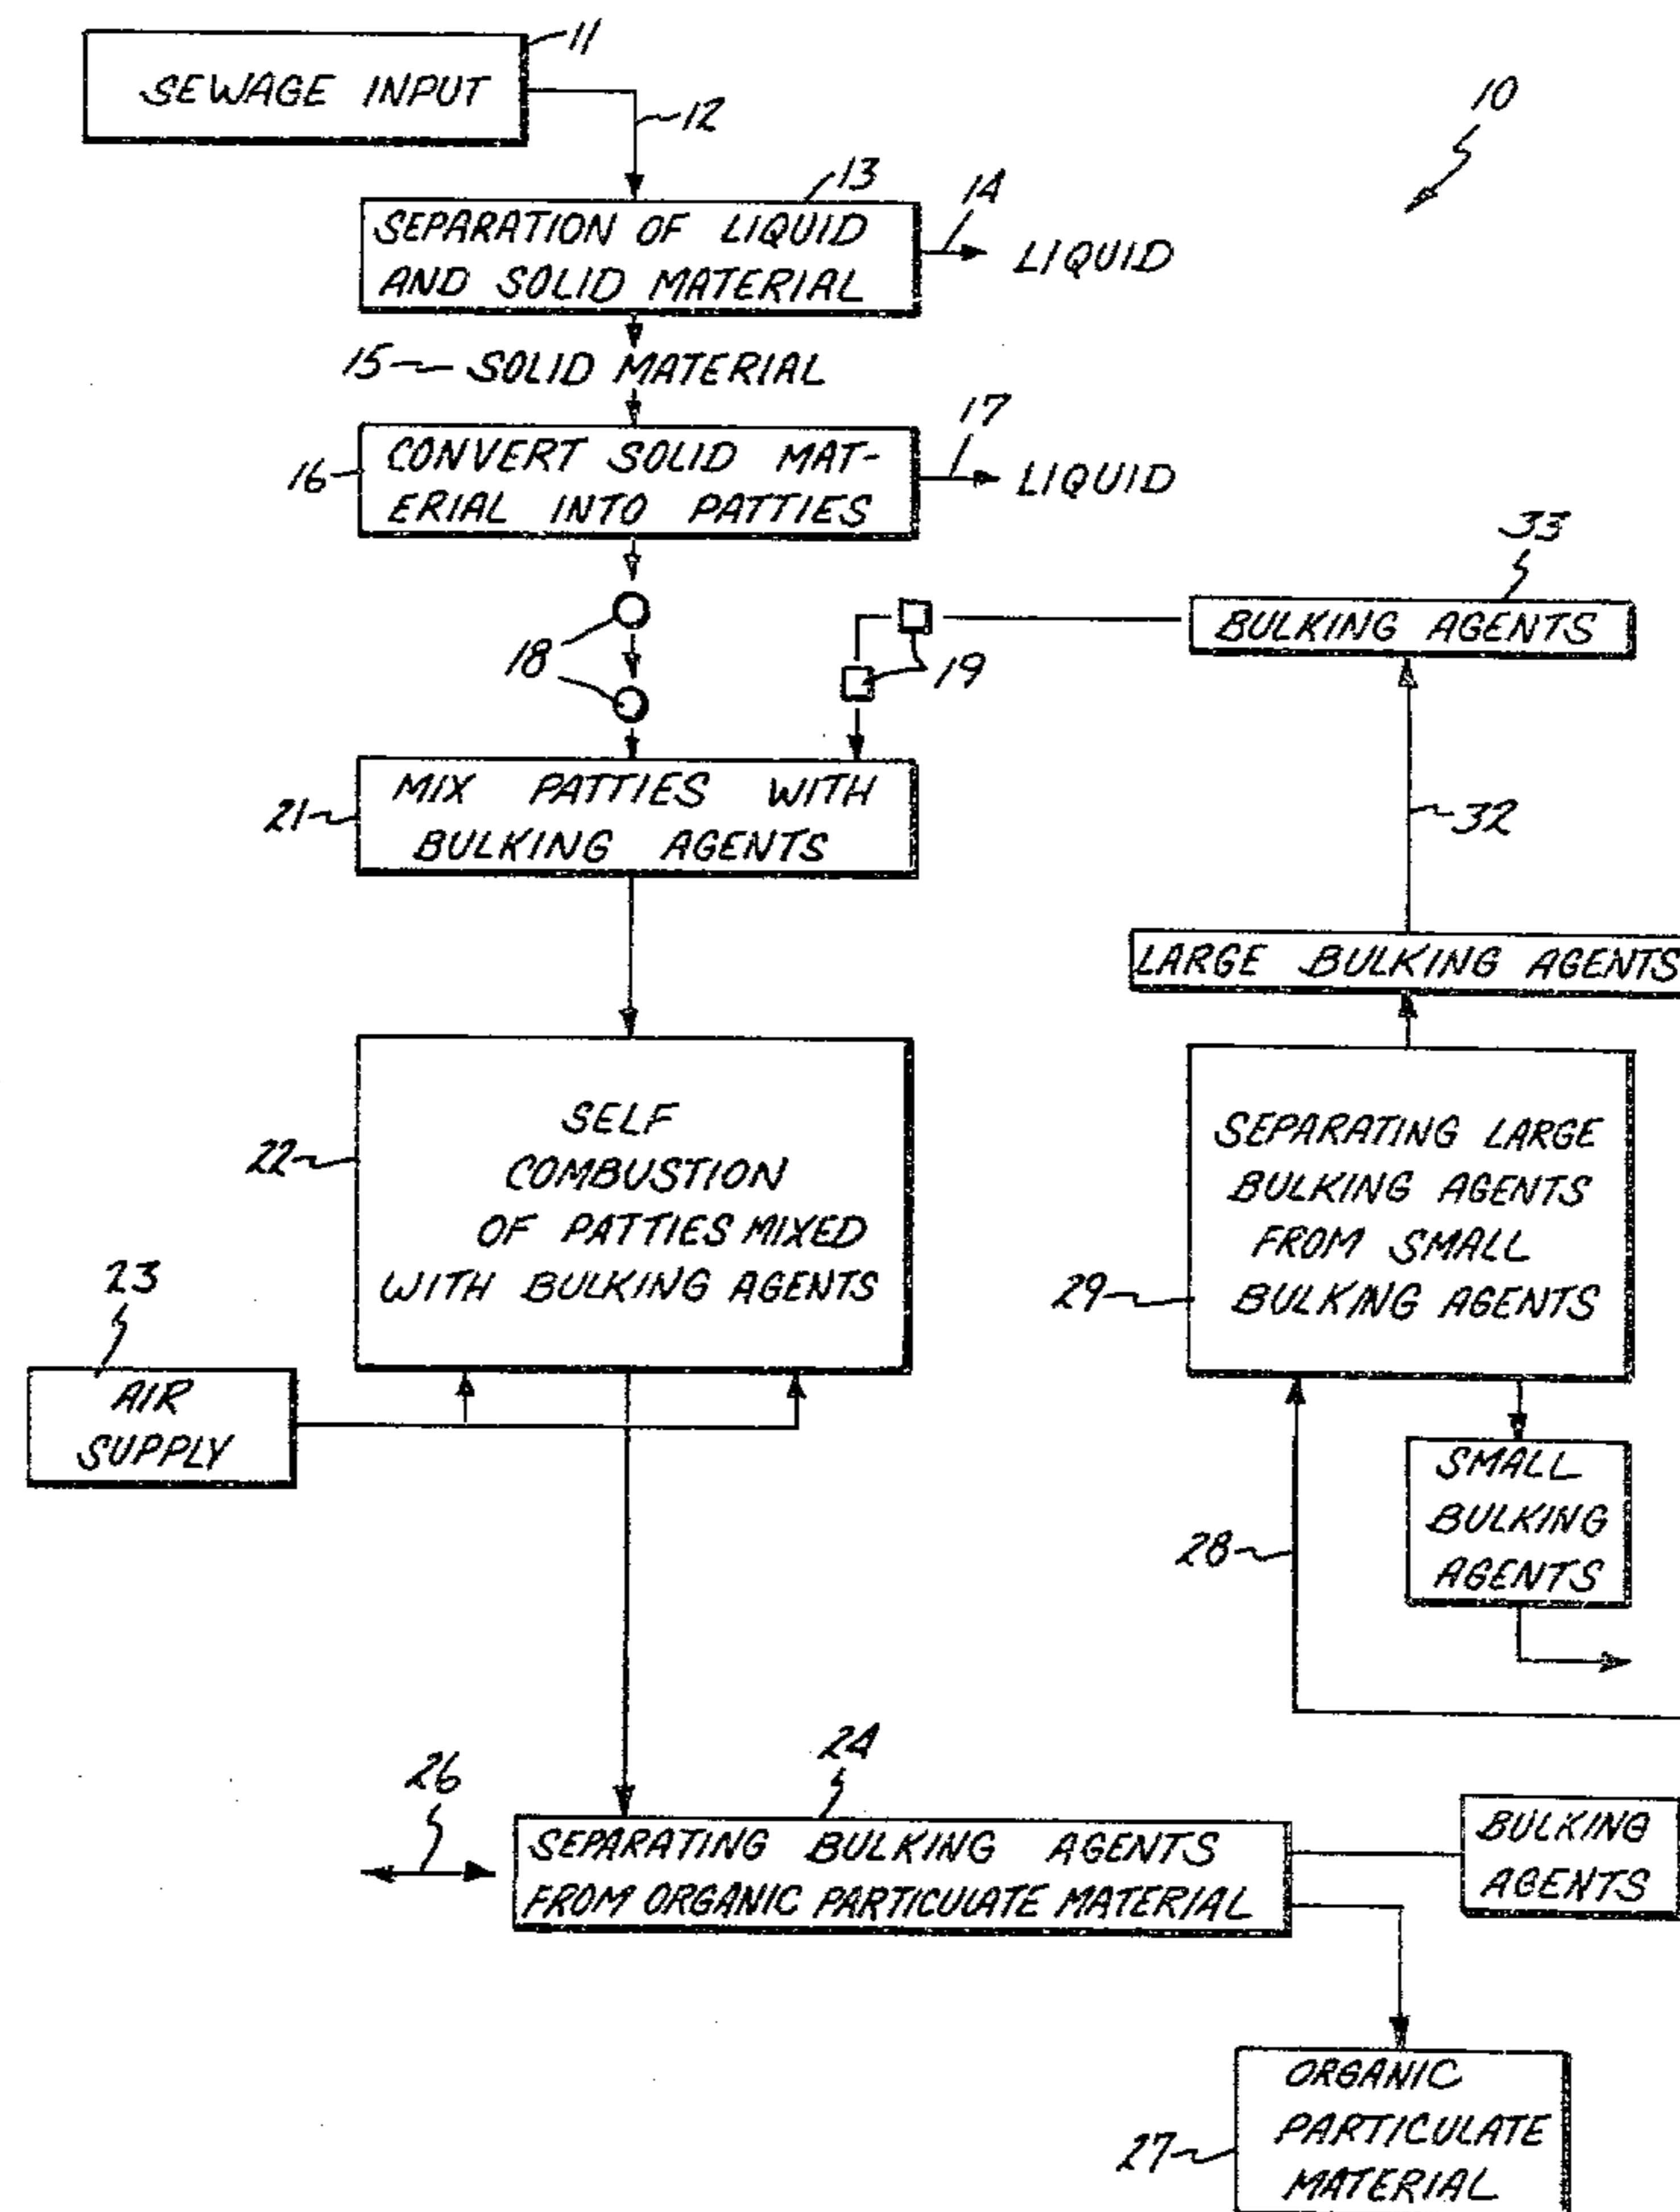 11
SEWAGE INPUT
12
10
13
14
SEPARATION OF LIQUID
AND SOLID MATERIAL
LIQUID
15
SOLID MATERIAL
17
16
CONVERT SOLID MAT-
ERIAL INTO PATTIES
LIQUID
33
18
19
BULKING AGENTS
21
MIX PATTIES WITH
BULKING AGENTS
32
LARGE BULKING AGENTS
22
SELF
COMBUSTION
OF PATTIES MIXED
WITH BULKING AGENTS
29
SEPARATING LARGE
BULKING AGENTS
FROM SMALL
BULKING AGENTS
23
AIR
SUPPLY
28
SMALL
BULKING
AGENTS
26
24
SEPARATING BULKING AGENTS
FROM ORGANIC PARTICULATE MATERIAL
BULKING
AGENTS
27
ORGANIC
PARTICULATE
MATERIAL